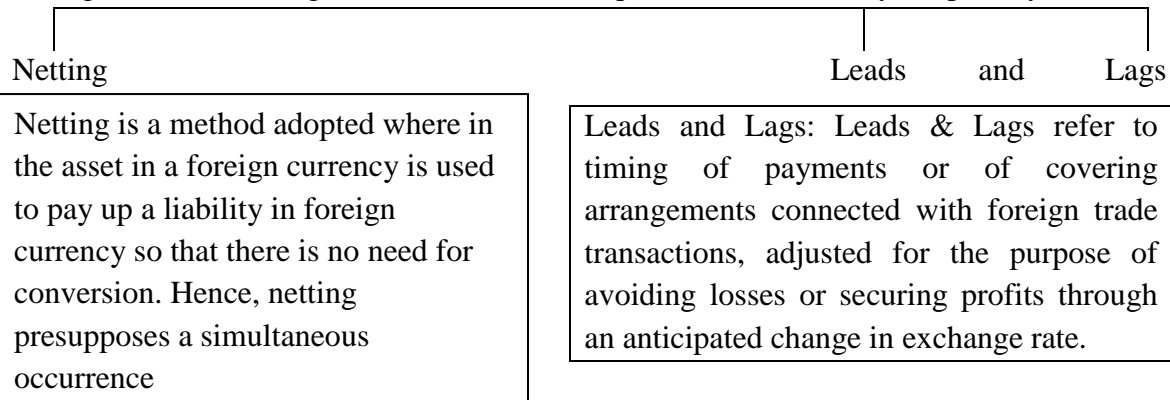 Netting
Leads and Lags
Netting is a method adopted where in
the asset in a foreign currency is used
to pay up a liability in foreign
currency so that there is no need for
conversion. Hence, netting
presupposes a simultaneous
occurrence
Leads and Lags: Leads & Lags refer to
timing of payments or of covering
arrangements connected with foreign trade
transactions, adjusted for the purpose of
avoiding losses or securing profits through
an anticipated change in exchange rate.